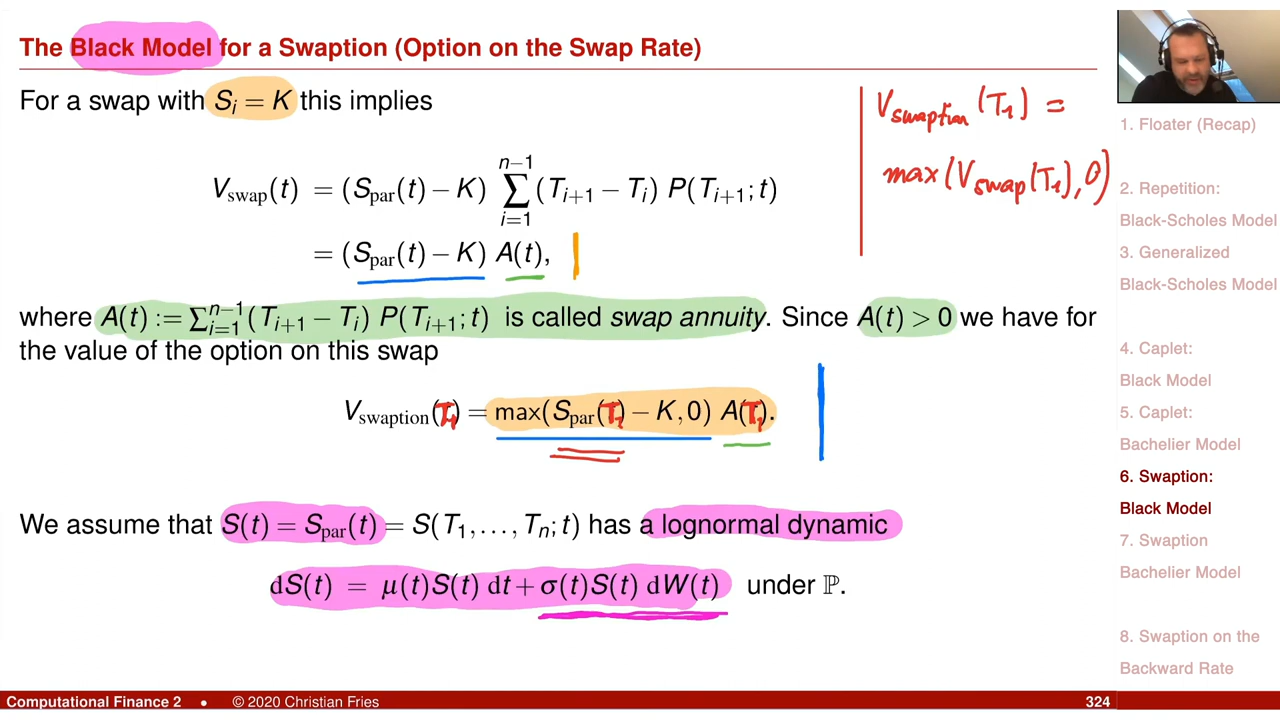 The Black Model for a Swaption (Option on the Swap Rate)
For a swap with S_i = K this implies
V_swap(t) = (S_par(t) − K) ∑_{i=1}^{n−1} (T_{i+1} − T_i) P(T_{i+1}; t)
= (S_par(t) − K) A(t),
V_swaption(T_1) =
max(V_swap(T_1), 0)
where A(t) := ∑_{i=1}^{n−1} (T_{i+1} − T_i) P(T_{i+1}; t) is called swap annuity. Since A(t) > 0 we have for
the value of the option on this swap
V_swaption(T_1) = max(S_par(T_1) − K, 0) A(T_1).
We assume that S(t) = S_par(t) = S(T_1, …, T_n; t) has a lognormal dynamic
dS(t) = μ(t)S(t) dt + σ(t)S(t) dW(t) under ℙ.
1. Floater (Recap)
2. Repetition:
Black-Scholes Model
3. Generalized
Black-Scholes Model
4. Caplet:
Black Model
5. Caplet:
Bachelier Model
6. Swaption:
Black Model
7. Swaption
Bachelier Model
8. Swaption on the
Backward Rate
Computational Finance 2 • © 2020 Christian Fries 324